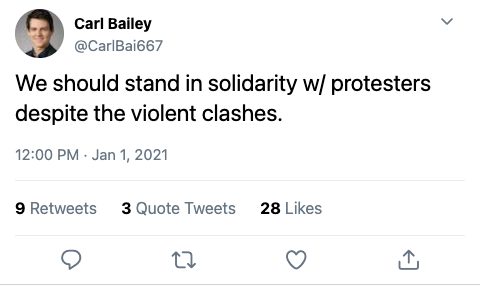 Carl Bailey
@CarlBai667
We should stand in solidarity w/ protesters
despite the violent clashes.
12:00 PM · Jan 1, 2021
9 Retweets 3 Quote Tweets 28 Likes